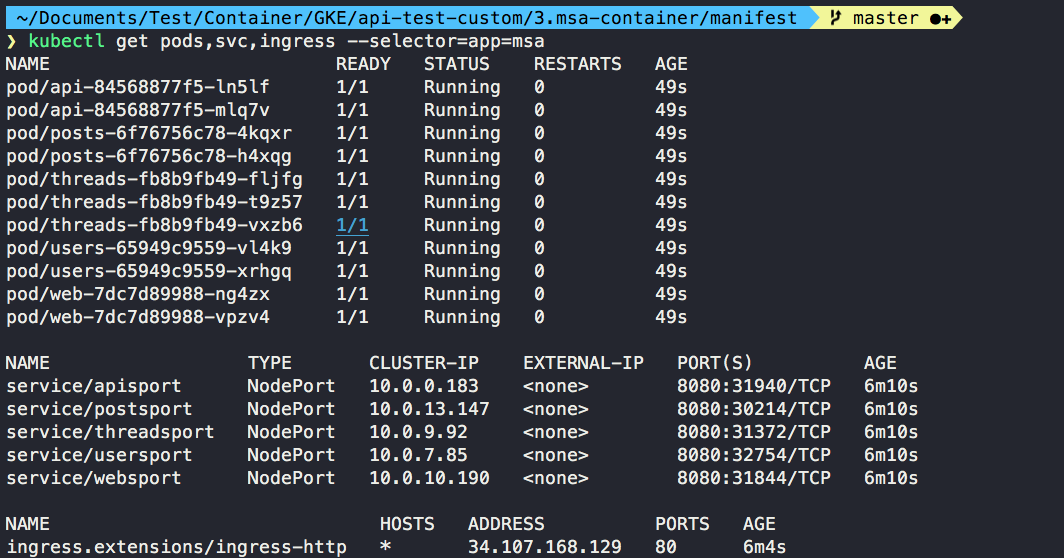 ~/Documents/Test/Container/GKE/api-test-custom/3.msa-container/manifest master ●+
❯ kubectl get pods,svc,ingress --selector=app=msa
NAME READY STATUS RESTARTS AGE
pod/api-84568877f5-ln5lf 1/1 Running 0 49s
pod/api-84568877f5-mlq7v 1/1 Running 0 49s
pod/posts-6f76756c78-4kqxr 1/1 Running 0 49s
pod/posts-6f76756c78-h4xqg 1/1 Running 0 49s
pod/threads-fb8b9fb49-fljfg 1/1 Running 0 49s
pod/threads-fb8b9fb49-t9z57 1/1 Running 0 49s
pod/threads-fb8b9fb49-vxzb6 1/1 Running 0 49s
pod/users-65949c9559-vl4k9 1/1 Running 0 49s
pod/users-65949c9559-xrhgq 1/1 Running 0 49s
pod/web-7dc7d89988-ng4zx 1/1 Running 0 49s
pod/web-7dc7d89988-vpzv4 1/1 Running 0 49s
NAME TYPE CLUSTER-IP EXTERNAL-IP PORT(S) AGE
service/apisport NodePort 10.0.0.183 <none> 8080:31940/TCP 6m10s
service/postsport NodePort 10.0.13.147 <none> 8080:30214/TCP 6m10s
service/threadsport NodePort 10.0.9.92 <none> 8080:31372/TCP 6m10s
service/usersport NodePort 10.0.7.85 <none> 8080:32754/TCP 6m10s
service/websport NodePort 10.0.10.190 <none> 8080:31844/TCP 6m10s
NAME HOSTS ADDRESS PORTS AGE
ingress.extensions/ingress-http * 34.107.168.129 80 6m4s